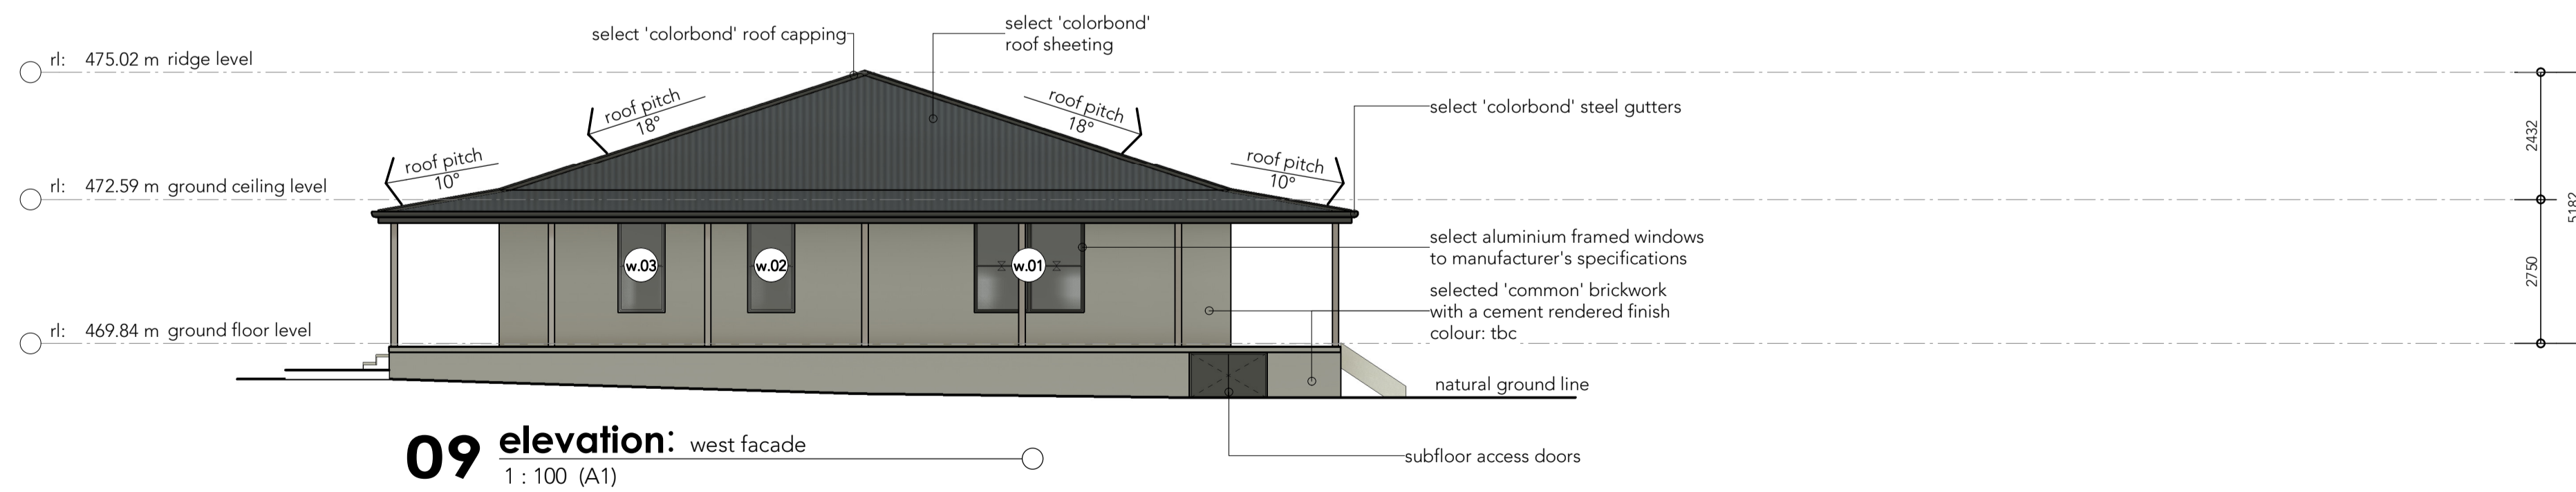 select 'colorbond' roof capping
select 'colorbond'
roof sheeting
rl: 475.02 m ridge level
roof pitch
18°
roof pitch
18°
select 'colorbond' steel gutters
2432
roof pitch
10°
roof pitch
10°
rl: 472.59 m ground ceiling level
5182
w.03
w.02
w.01
select aluminium framed windows
to manufacturer's specifications
2750
selected 'common' brickwork
with a cement rendered finish
colour: tbc
rl: 469.84 m ground floor level
natural ground line
09 elevation: west facade
1 : 100 (A1)
subfloor access doors